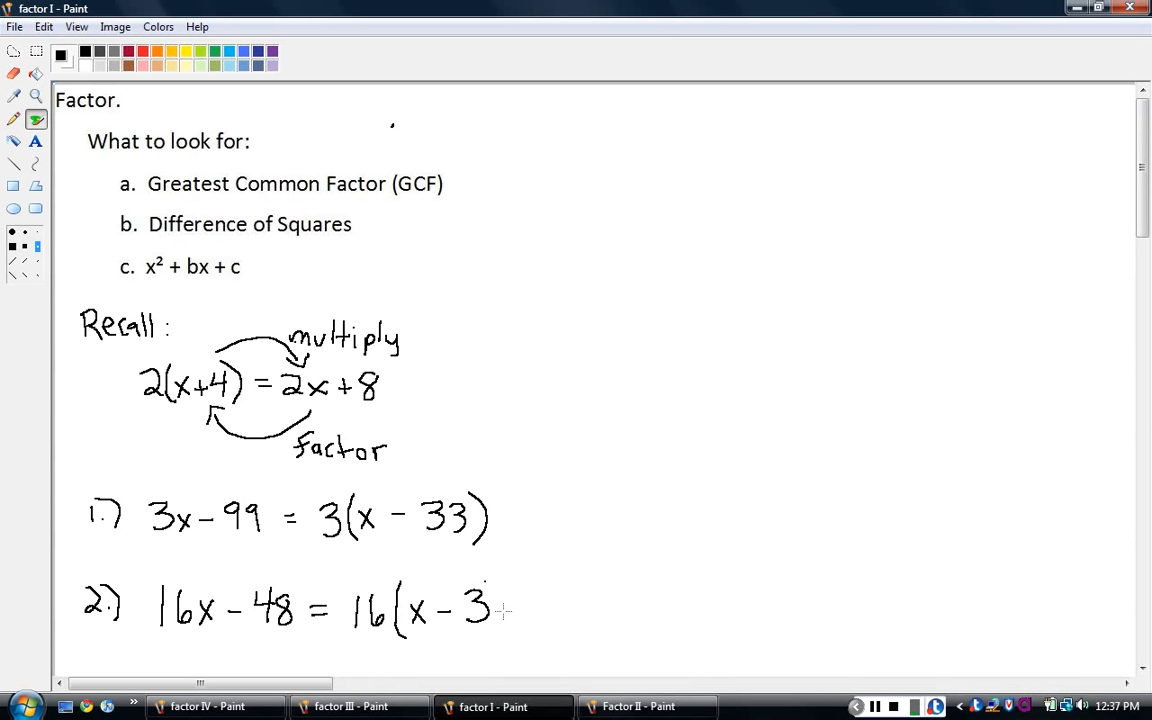 factor I - Paint
File Edit View Image Colors Help
Factor.
What to look for:
a. Greatest Common Factor (GCF)
b. Difference of Squares
c. x² + bx + c
Recall :
multiply
2(x+4) = 2x + 8
factor
1.) 3x - 99 = 3(x - 33)
2.) 16x - 48 = 16(x - 3
factor IV - Paint factor III - Paint factor I - Paint Factor II - Paint 12:37 PM